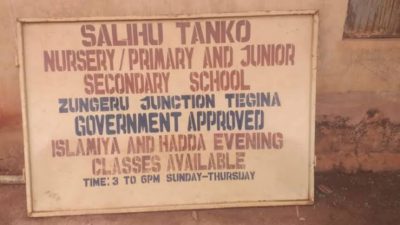 SALIHU TANKO
NURSERY/PRIMARY AND JUNIOR
SECONDARY SCHOOL
ZUNGERU JUNCTION TEGINA
GOVERNMENT APPROVED
ISLAMIYA AND HADDA EVENING
CLASSES AVAILABLE
TIME: 3 TO 6PM SUNDAY-THURSDAY